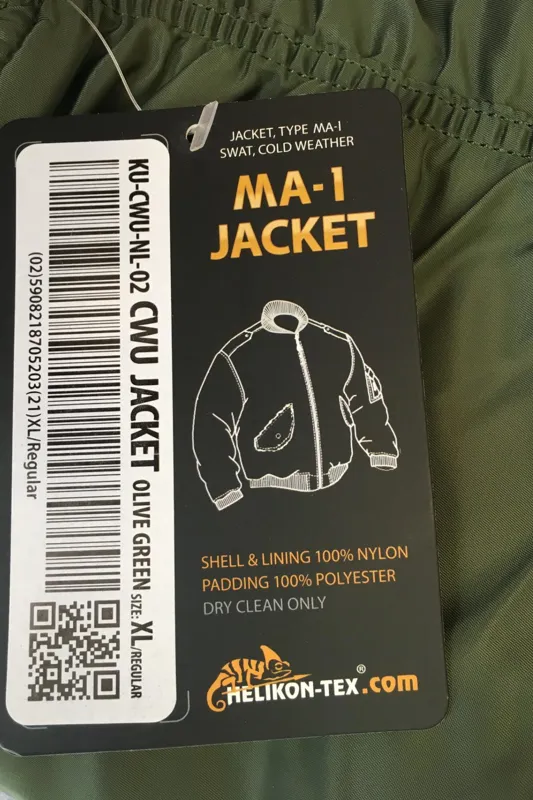 JACKET, TYPE MA-1
SWAT, COLD WEATHER
MA-1
JACKET
KU-CWU-NL-02 CWU JACKET OLIVE GREEN SIZE: XL/REGULAR
(02)5908218705203(21)XL/Regular
SHELL & LINING 100% NYLON
PADDING 100% POLYESTER
DRY CLEAN ONLY
HELIKON-TEX®.com